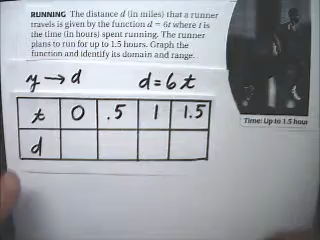 RUNNING The distance d (in miles) that a runner
travels is given by the function d = 6t where t is
the time (in hours) spent running. The runner
plans to run for up to 1.5 hours. Graph the
function and identify its domain and range.
Time: Up to 1.5 hour
y → d d = 6t
t 0 .5 1 1.5
d